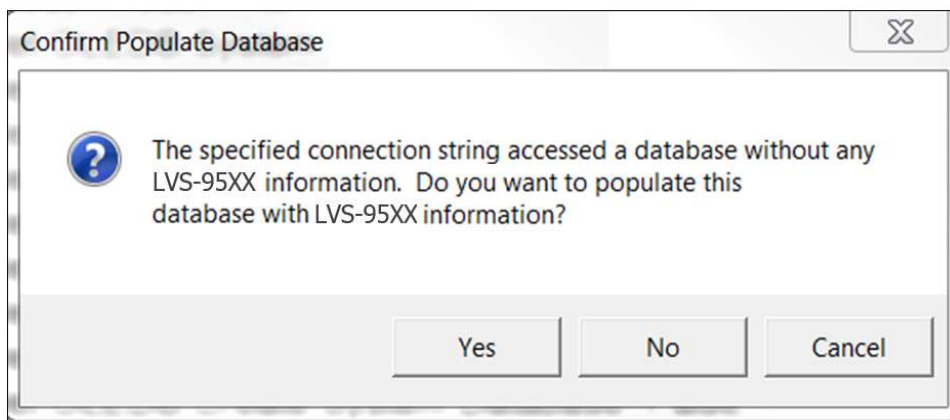 Confirm Populate Database
The specified connection string accessed a database without any
LVS-95XX information. Do you want to populate this
database with LVS-95XX information?
Yes No Cancel